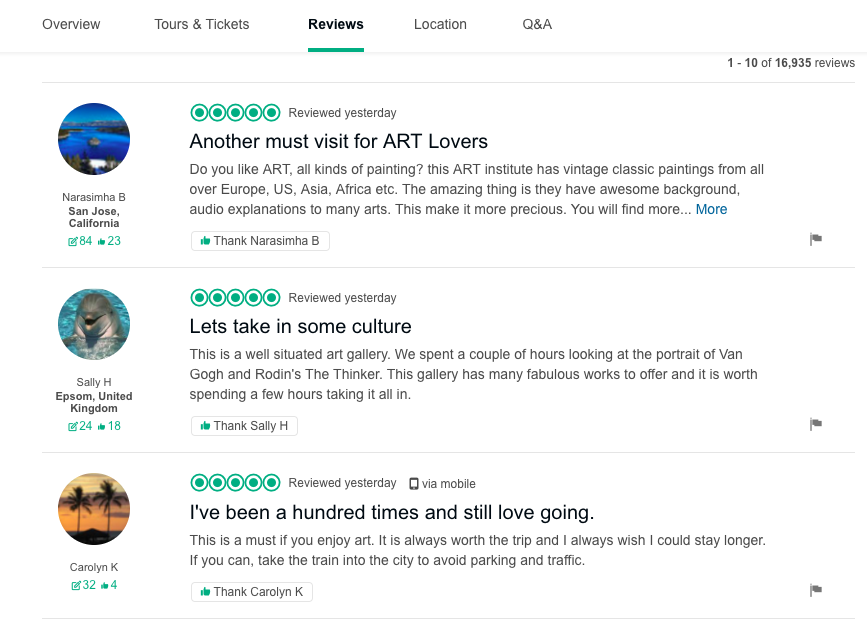 Overview Tours & Tickets Reviews Location Q&A
1 - 10 of 16,935 reviews
Reviewed yesterday
Another must visit for ART Lovers
Do you like ART, all kinds of painting? this ART institute has vintage classic paintings from all
over Europe, US, Asia, Africa etc. The amazing thing is they have awesome background,
audio explanations to many arts. This make it more precious. You will find more... More
Narasimha B
San Jose,
California
84 23
Thank Narasimha B
Reviewed yesterday
Lets take in some culture
This is a well situated art gallery. We spent a couple of hours looking at the portrait of Van
Gogh and Rodin's The Thinker. This gallery has many fabulous works to offer and it is worth
spending a few hours taking it all in.
Sally H
Epsom, United
Kingdom
24 18
Thank Sally H
Reviewed yesterday via mobile
I've been a hundred times and still love going.
This is a must if you enjoy art. It is always worth the trip and I always wish I could stay longer.
If you can, take the train into the city to avoid parking and traffic.
Carolyn K
32 4
Thank Carolyn K